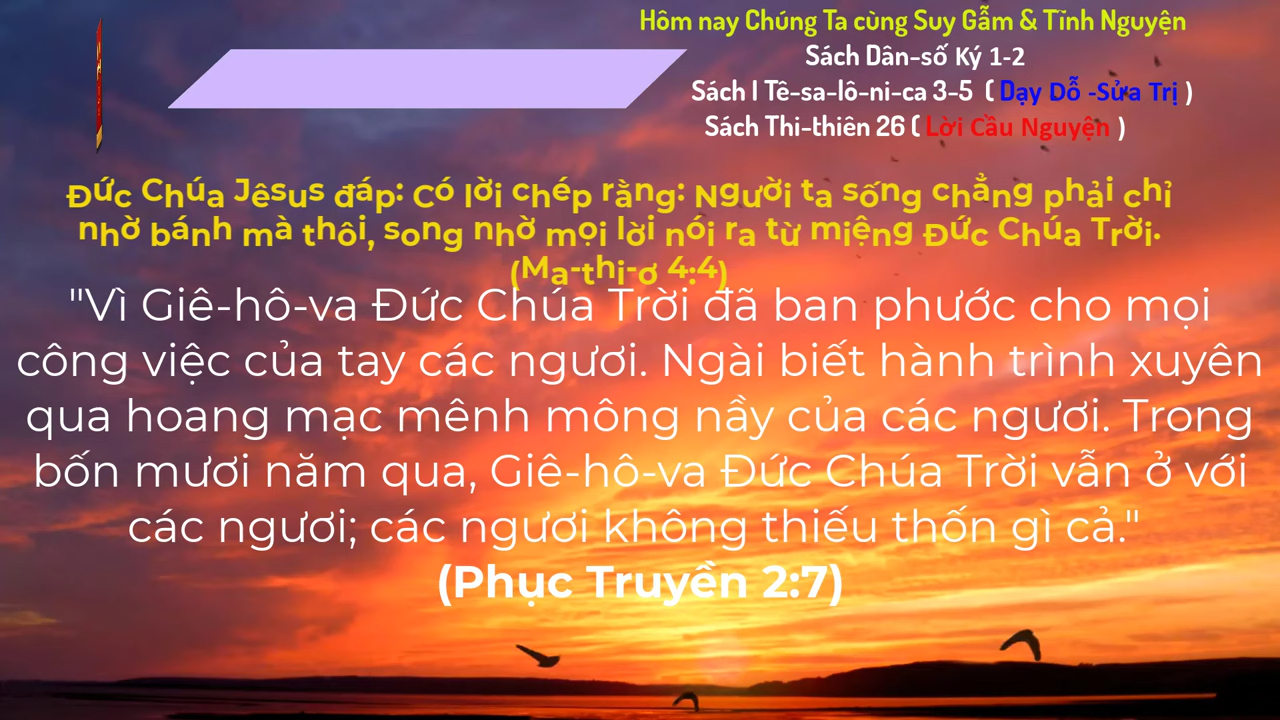 Hôm nay Chúng Ta cùng Suy Gẫm & Tĩnh Nguyện
Sách Dân-số Ký 1-2
Sách I Tê-sa-lô-ni-ca 3-5 ( Dạy Dỗ -Sửa Trị )
Sách Thi-thiên 26 ( Lời Cầu Nguyện )
Đức Chúa Jêsus đáp: Có lời chép rằng: Người ta sống chẳng phải chỉ
nhờ bánh mà thôi, song nhờ mọi lời nói ra từ miệng Đức Chúa Trời.
(Ma-thi-ơ 4:4)
"Vì Giê-hô-va Đức Chúa Trời đã ban phước cho mọi
công việc của tay các ngươi. Ngài biết hành trình xuyên
qua hoang mạc mênh mông nầy của các ngươi. Trong
bốn mươi năm qua, Giê-hô-va Đức Chúa Trời vẫn ở với
các ngươi; các ngươi không thiếu thốn gì cả."
(Phục Truyền 2:7)